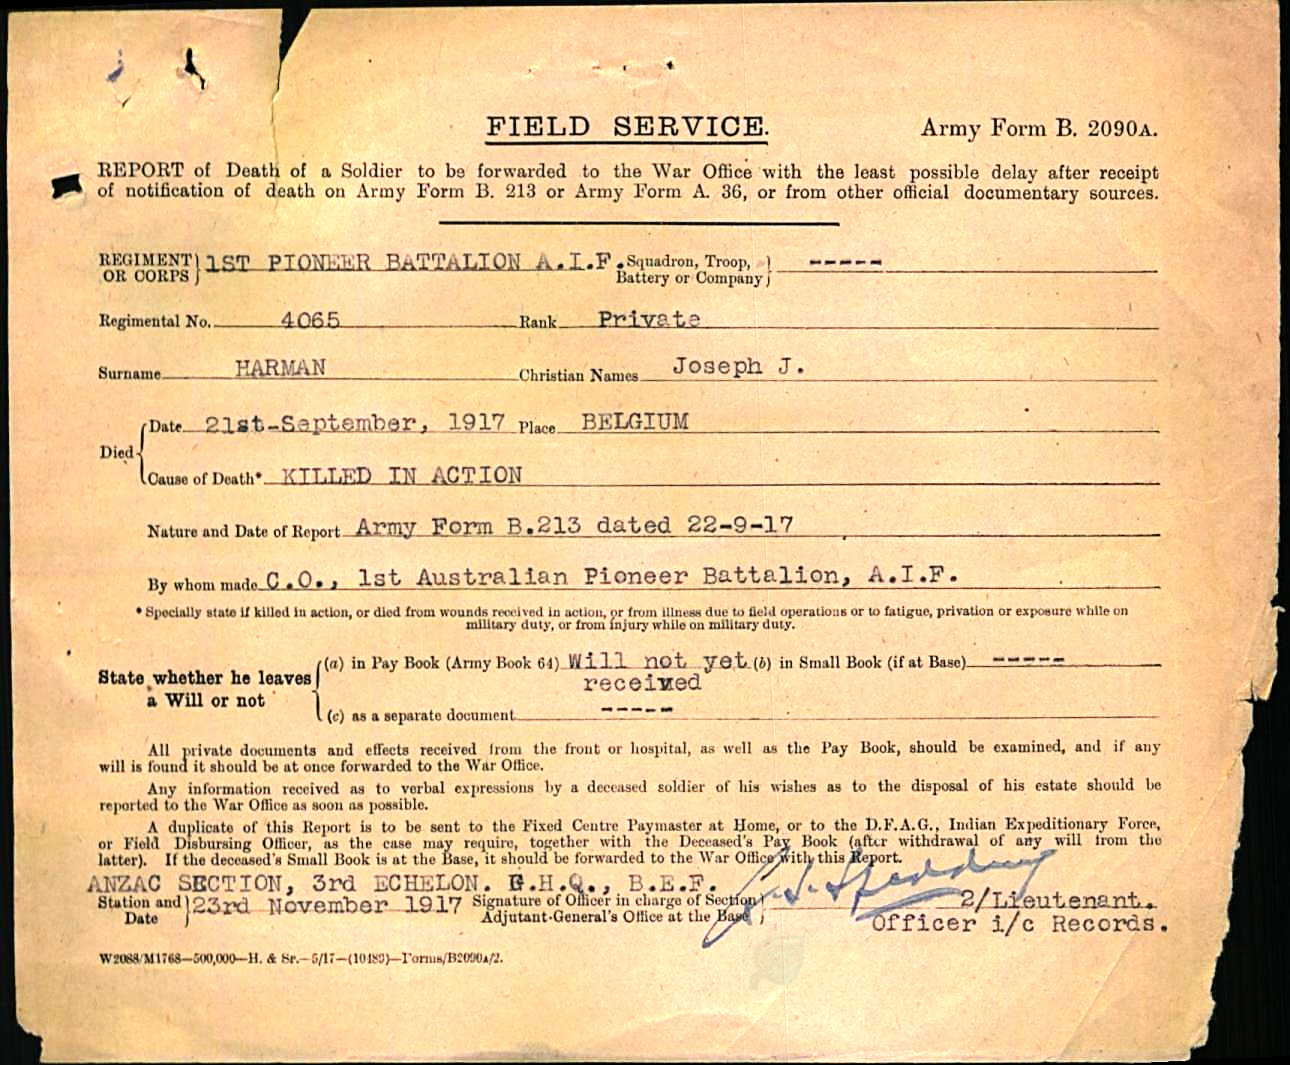 FIELD SERVICE.
Army Form B. 2090A.
REPORT of Death of a Soldier to be forwarded to the War Office with the least possible delay after receipt
of notification of death on Army Form B. 213 or Army Form A. 36, or from other official documentary sources.
REGIMENT OR CORPS } 1ST PIONEER BATTALION A.I.F. Squadron, Troop, Battery or Company } -----
Regimental No. 4065 Rank Private
Surname HARMAN Christian Names Joseph J.
Died { Date 21st-September, 1917 Place BELGIUM
Cause of Death* KILLED IN ACTION
Nature and Date of Report Army Form B.213 dated 22-9-17
By whom made C.O., 1st Australian Pioneer Battalion, A.I.F.
* Specially state if killed in action, or died from wounds received in action, or from illness due to field operations or to fatigue, privation or exposure while on
military duty, or from injury while on military duty.
State whether he leaves a Will or not { (a) in Pay Book (Army Book 64) Will not yet received (b) in Small Book (if at Base) -----
(c) as a separate document -----
All private documents and effects received from the front or hospital, as well as the Pay Book, should be examined, and if any
will is found it should be at once forwarded to the War Office.
Any information received as to verbal expressions by a deceased soldier of his wishes as to the disposal of his estate should be
reported to the War Office as soon as possible.
A duplicate of this Report is to be sent to the Fixed Centre Paymaster at Home, or to the D.F.A.G., Indian Expeditionary Force,
or Field Disbursing Officer, as the case may require, together with the Deceased's Pay Book (after withdrawal of any will from the
latter). If the deceased's Small Book is at the Base, it should be forwarded to the War Office with this Report.
ANZAC SECTION, 3rd ECHELON. G.H.Q., B.E.F.
Station and Date } 23rd November 1917 Signature of Officer in charge of Section Adjutant-General's Office at the Base } 2/Lieutenant.
Officer i/c Records.
W2088/M1768—500,000—H. & Sr.—5/17—(10489)—Forms/B2090A/2.